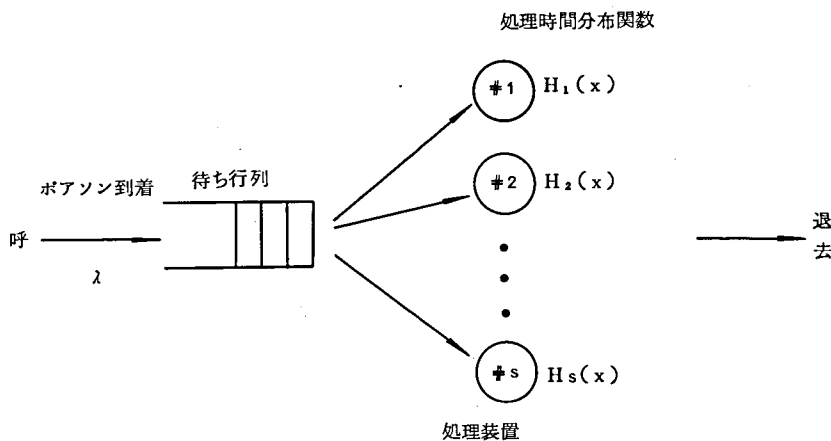 処理時間分布関数
#1 H₁(x)
ポアソン到着 待ち行列
#2 H₂(x)
呼
退去
λ
#s Hs(x)
処理装置